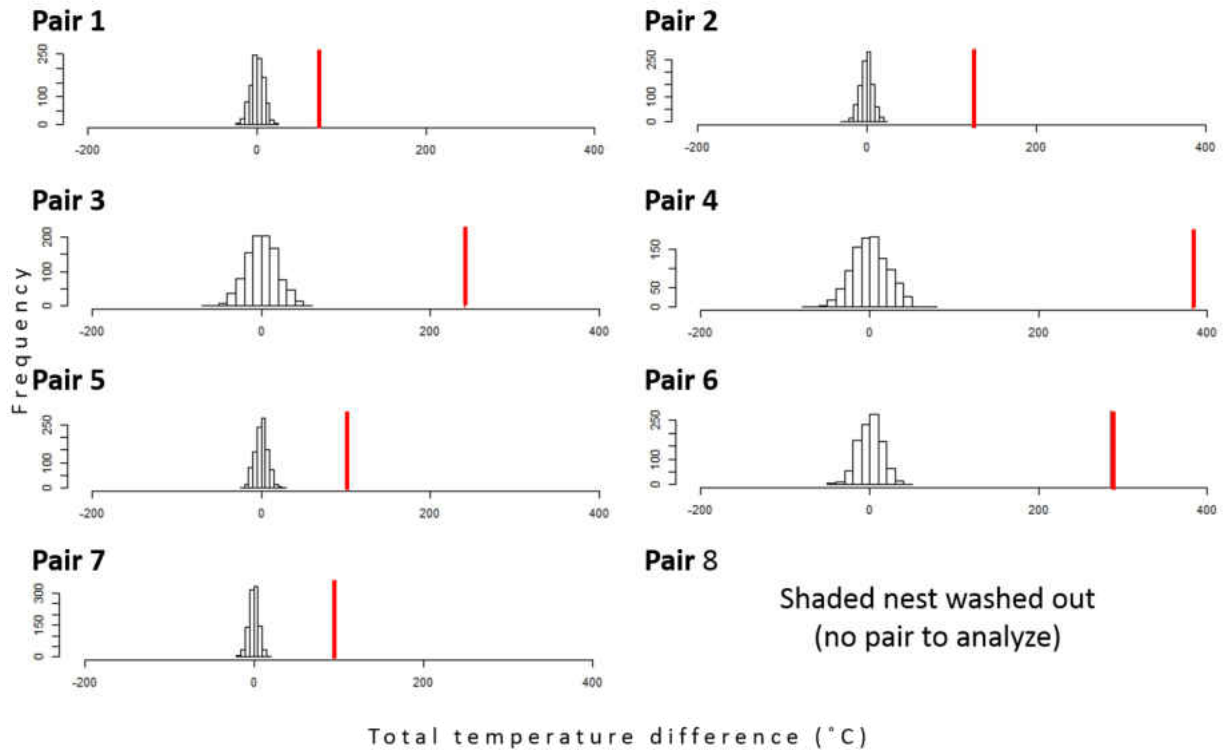 Pair 1
250
100
0
-200 0 200 400
Pair 2
250
100
0
-200 0 200 400
Pair 3
200
100
0
-200 0 200 400
Pair 4
150
50
0
-200 0 200 400
Frequency
Pair 5
250
100
0
-200 0 200 400
Pair 6
250
100
0
-200 0 200 400
Pair 7
300
150
0
-200 0 200 400
Pair 8
Shaded nest washed out
(no pair to analyze)
Total temperature difference (˚C)